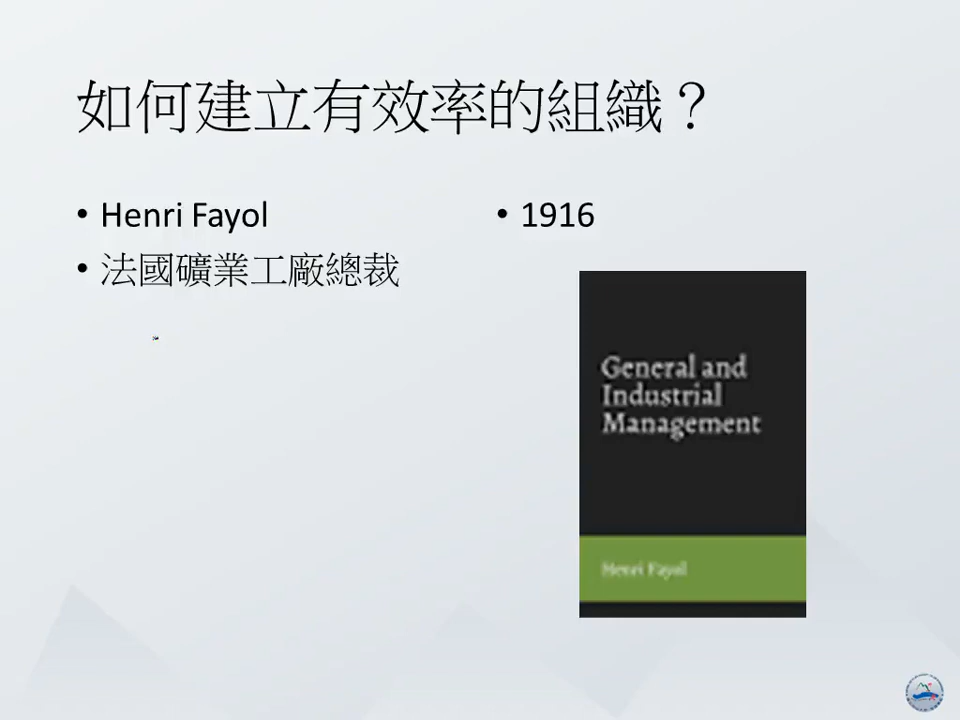 如何建立有效率的組織？
• Henri Fayol
• 法國礦業工廠總裁
• 1916
General and
Industrial
Management
Henri Fayol